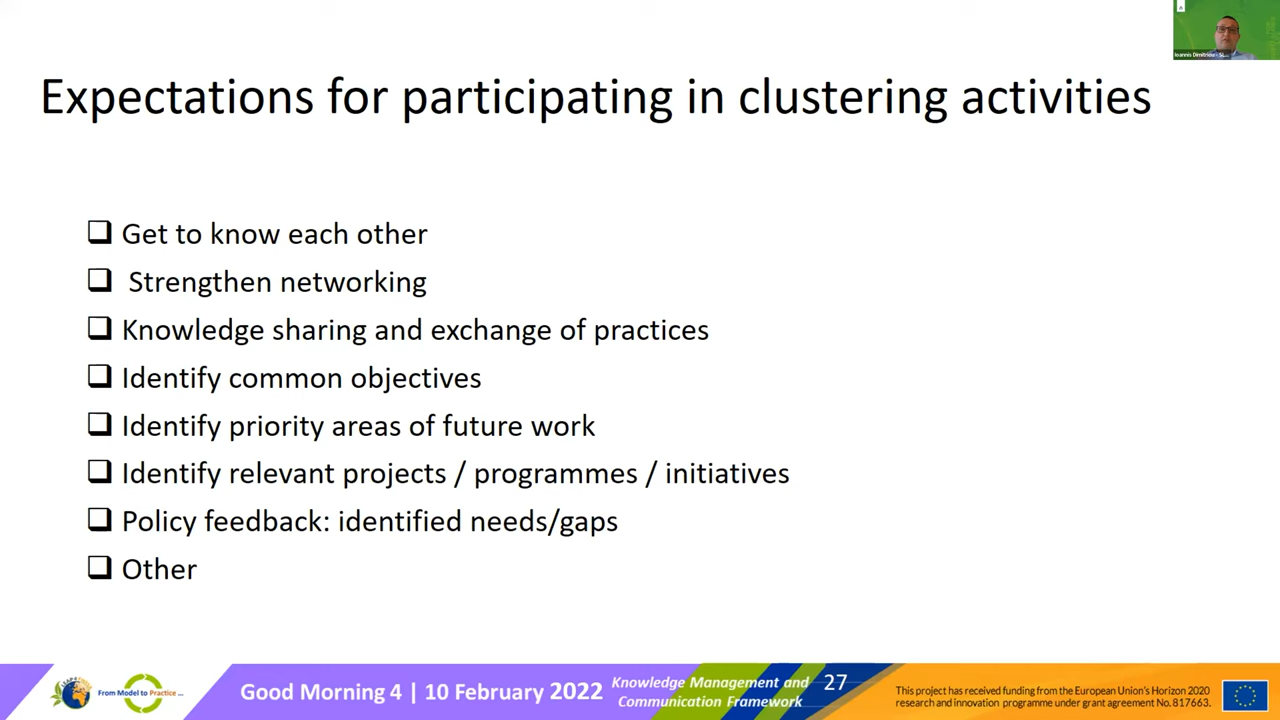 Ioannis Dimitriou - SL...
Expectations for participating in clustering activities
Get to know each other
Strengthen networking
Knowledge sharing and exchange of practices
Identify common objectives
Identify priority areas of future work
Identify relevant projects / programmes / initiatives
Policy feedback: identified needs/gaps
Other
From Model to Practice ...
Good Morning 4 | 10 February 2022
Knowledge Management and
Communication Framework
27
This project has received funding from the European Union's Horizon 2020
research and innovation programme under grant agreement No. 817663.